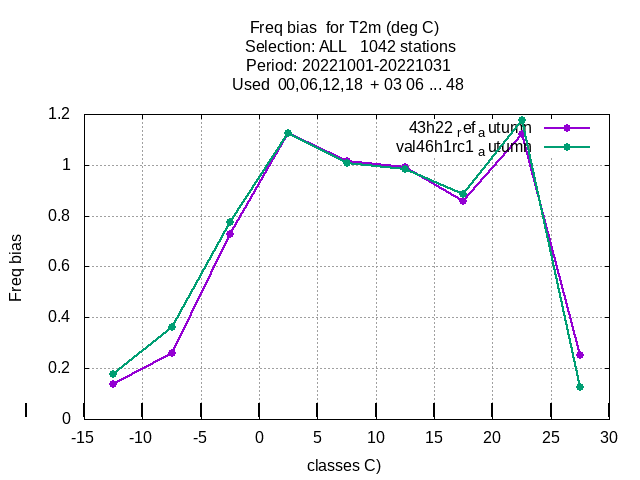 Freq bias  for T2m (deg C)
Selection: ALL   1042 stations
Period: 20221001-20221031
Used  00,06,12,18  + 03 06 ... 48
43h22ref autumn
val46h1rc1 autumn
1.2
1
0.8
0.6
0.4
0.2
0
Freq bias
-15 -10 -5 0 5 10 15 20 25 30
classes C)